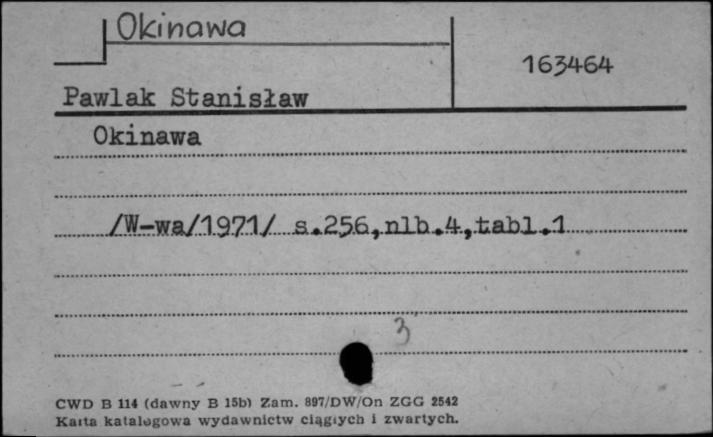 Okinawa
163464
Pawlak Stanisław
Okinawa
/W-wa/1971/ s.256,nlb.4,tabl.1
3
CWD B 114 (dawny B 15b) Zam. 897/DW/On ZGG 2542
Karta katalogowa wydawnictw ciągłych i zwartych.